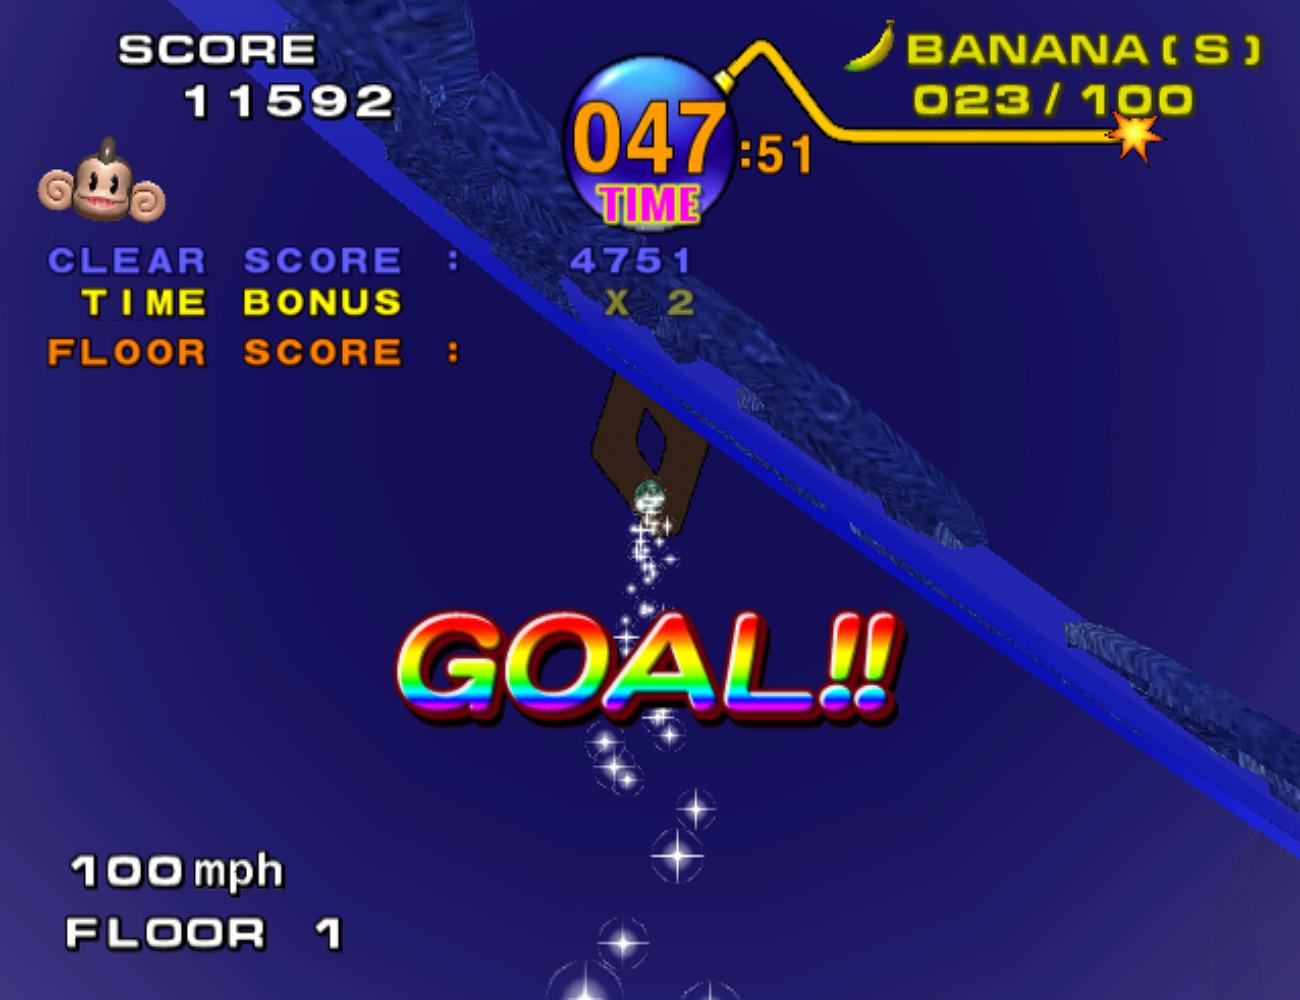 SCORE
11592
047:51
TIME
BANANA(S)
023/100
CLEAR SCORE : 4751
TIME BONUS X 2
FLOOR SCORE :
GOAL!!
100mph
FLOOR 1